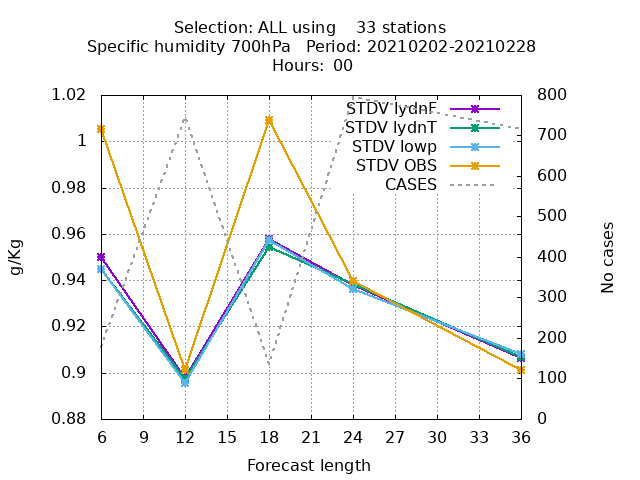 Selection: ALL using    33 stations
Specific humidity 700hPa   Period: 20210202-20210228
Hours:  00
1.02
1
0.98
0.96
0.94
0.92
0.9
0.88
g/Kg
STDV lydnF
STDV lydnT
STDV lowp
STDV OBS
CASES
800
700
600
500
400
300
200
100
0
No cases
6 9 12 15 18 21 24 27 30 33 36
Forecast length